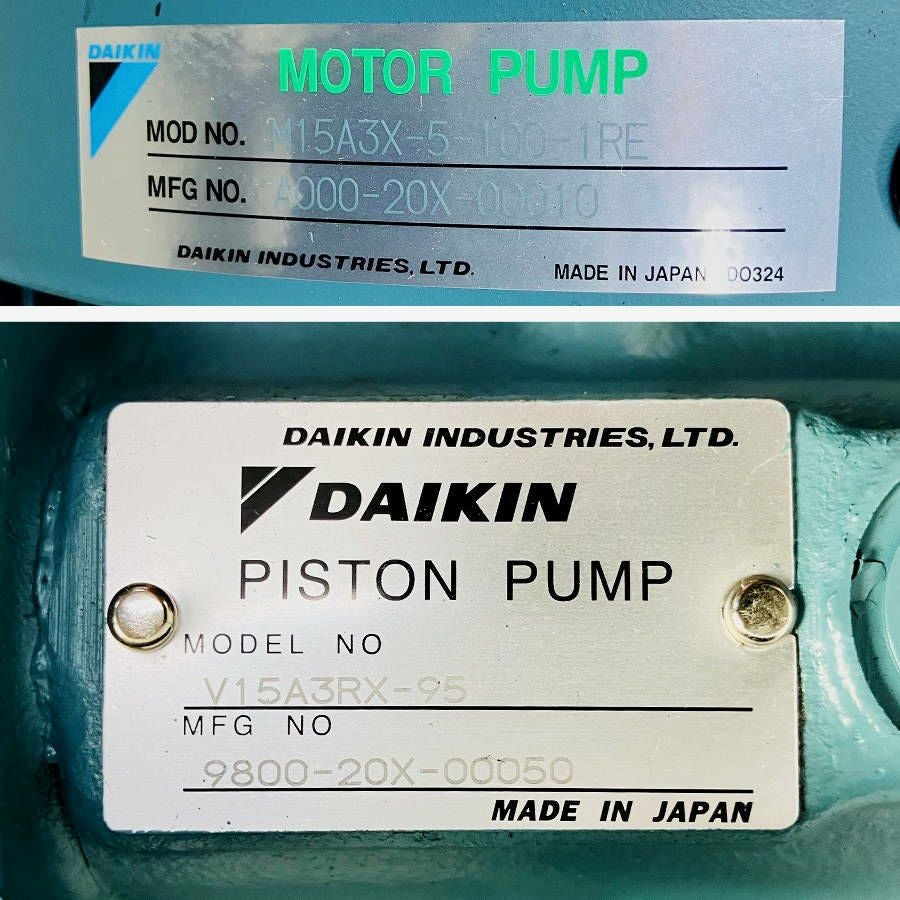 DAIKIN
MOTOR PUMP
MOD NO. M15A3X-5-100-1RE
MFG NO. A000-20X-00010
DAIKIN INDUSTRIES, LTD. MADE IN JAPAN DO324
DAIKIN INDUSTRIES, LTD.
DAIKIN
PISTON PUMP
MODEL NO
V15A3RX-95
MFG NO
9800-20X-00050
MADE IN JAPAN